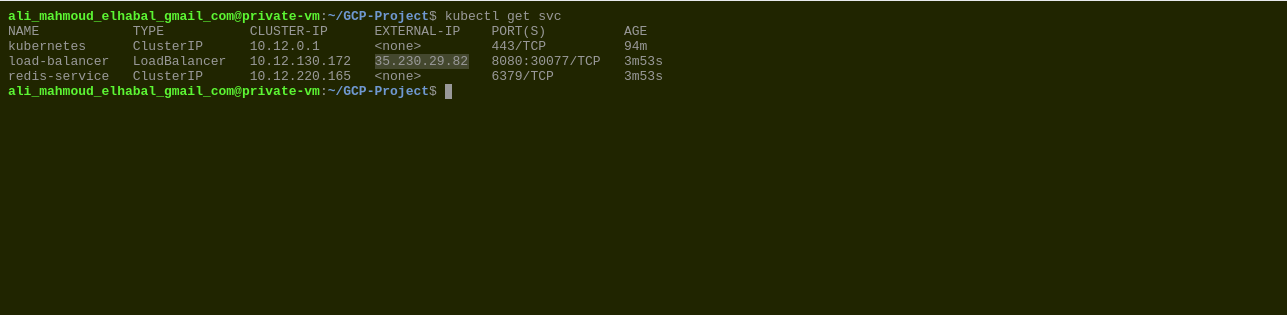 ali_mahmoud_elhabal_gmail_com@private-vm:~/GCP-Project$ kubectl get svc
NAME            TYPE           CLUSTER-IP      EXTERNAL-IP    PORT(S)          AGE
kubernetes      ClusterIP      10.12.0.1       <none>         443/TCP          94m
load-balancer   LoadBalancer   10.12.130.172   35.230.29.82   8080:30077/TCP   3m53s
redis-service   ClusterIP      10.12.220.165   <none>         6379/TCP         3m53s
ali_mahmoud_elhabal_gmail_com@private-vm:~/GCP-Project$